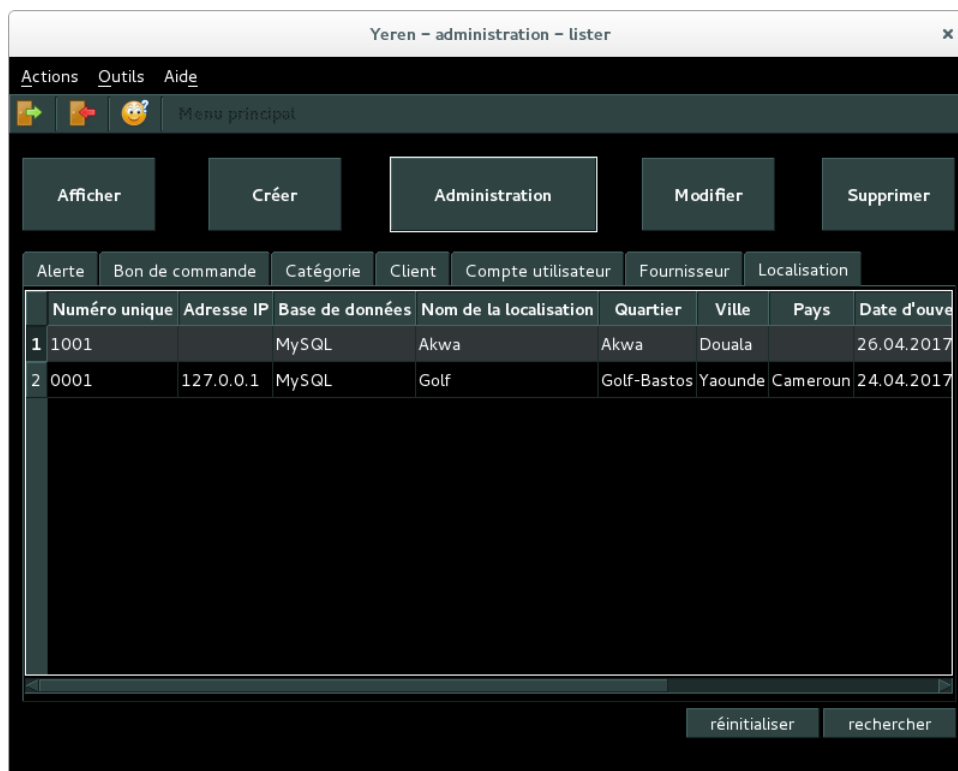 Yeren – administration – lister
Actions Outils Aide
Menu principal
Afficher Créer Administration Modifier Supprimer
Alerte Bon de commande Catégorie Client Compte utilisateur Fournisseur Localisation
Numéro unique Adresse IP Base de données Nom de la localisation Quartier Ville Pays Date d'ouve
1 1001 MySQL Akwa Akwa Douala 26.04.2017
2 0001 127.0.0.1 MySQL Golf Golf-Bastos Yaounde Cameroun 24.04.2017
réinitialiser rechercher